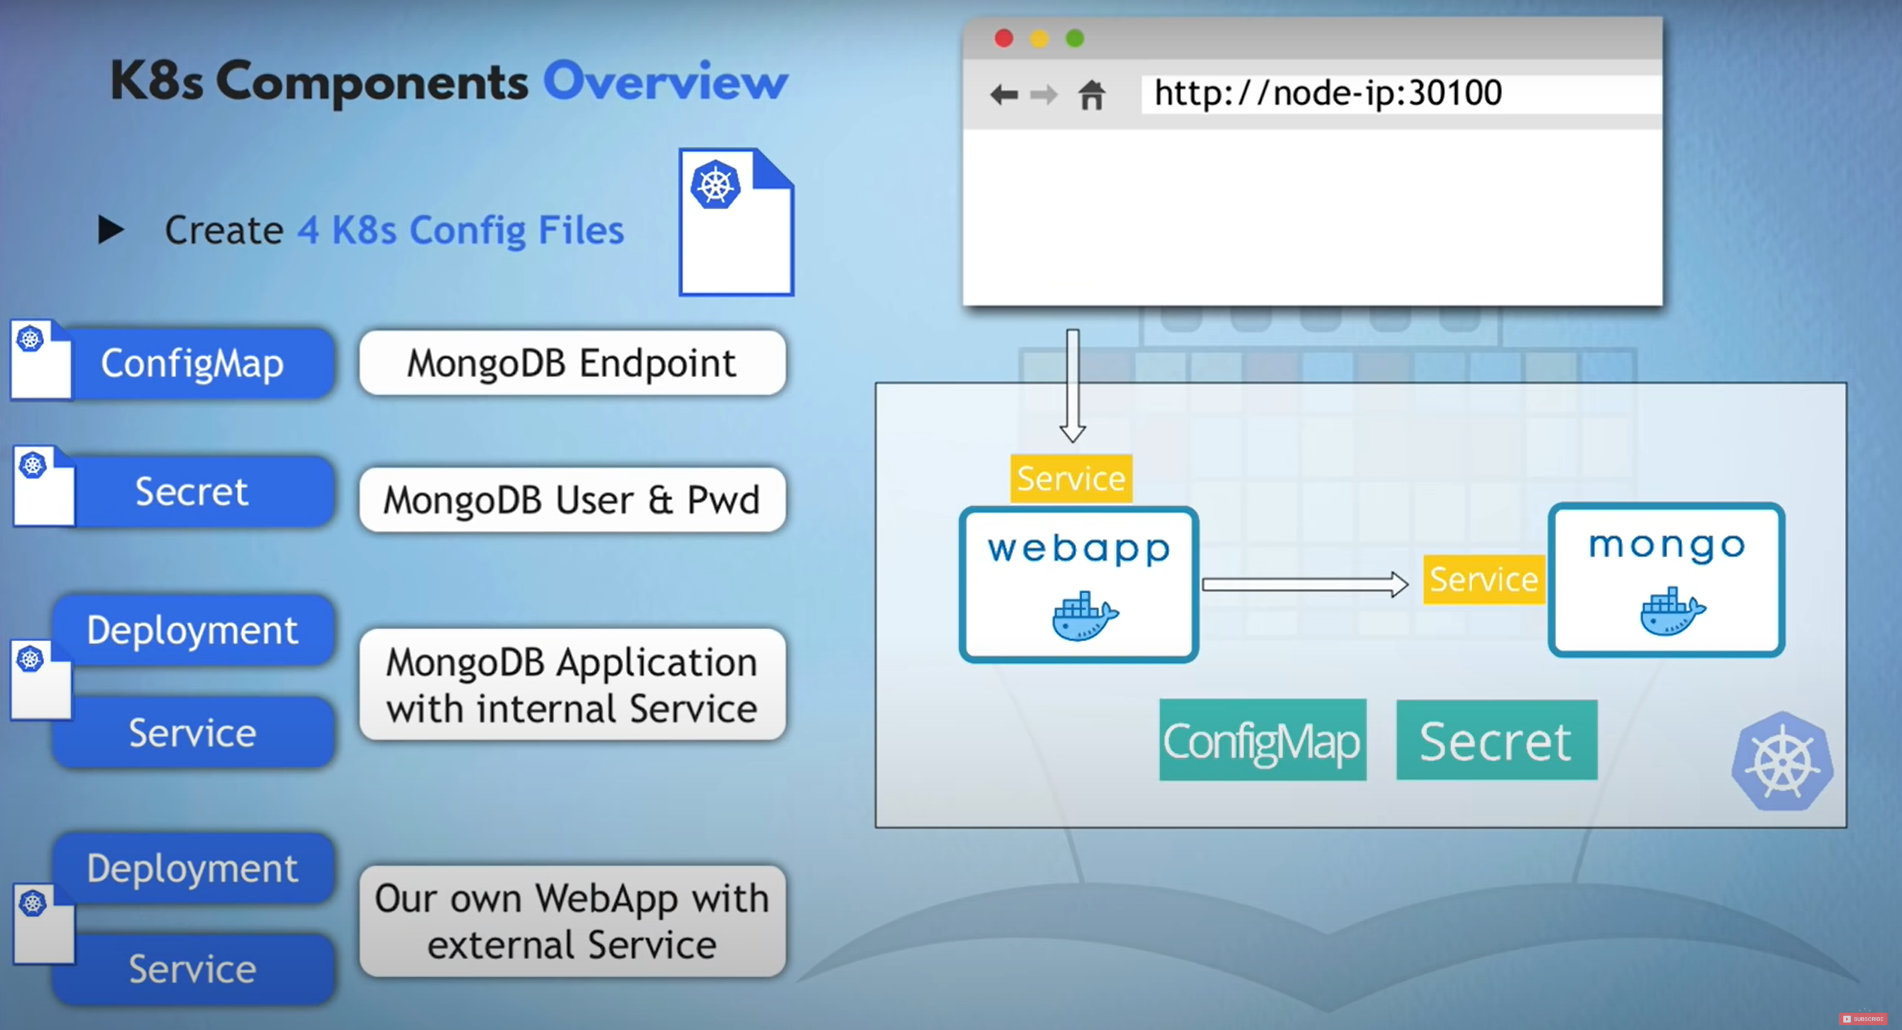 K8s Components Overview
Create 4 K8s Config Files
ConfigMap
MongoDB Endpoint
Secret
MongoDB User & Pwd
Deployment
Service
MongoDB Application
with internal Service
Deployment
Service
Our own WebApp with
external Service
http://node-ip:30100
Service
webapp
Service
mongo
ConfigMap
Secret
SUBSCRIBE